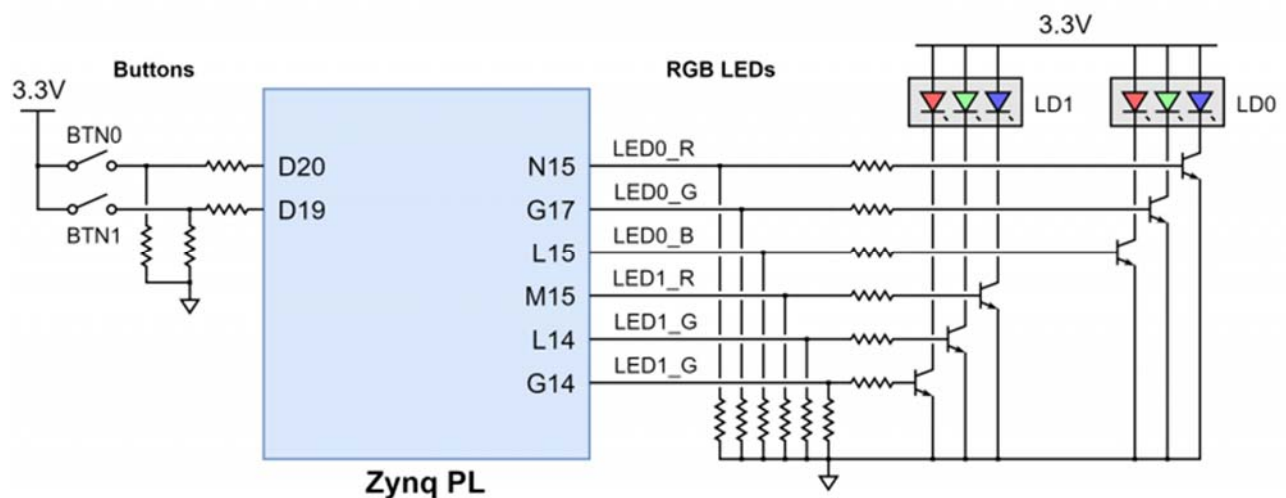 3.3V
Buttons
RGB LEDs
3.3V
LD1
LD0
BTN0
BTN1
D20
D19
N15
G17
L15
M15
L14
G14
LED0_R
LED0_G
LED0_B
LED1_R
LED1_G
LED1_G
Zynq PL